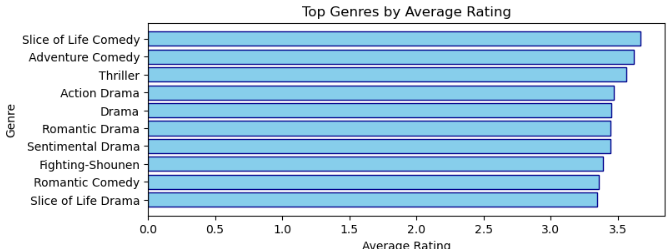 Top Genres by Average Rating
Slice of Life Comedy
Adventure Comedy
Thriller
Action Drama
Drama
Romantic Drama
Sentimental Drama
Fighting-Shounen
Romantic Comedy
Slice of Life Drama
Genre
0.0 0.5 1.0 1.5 2.0 2.5 3.0 3.5
Average Rating